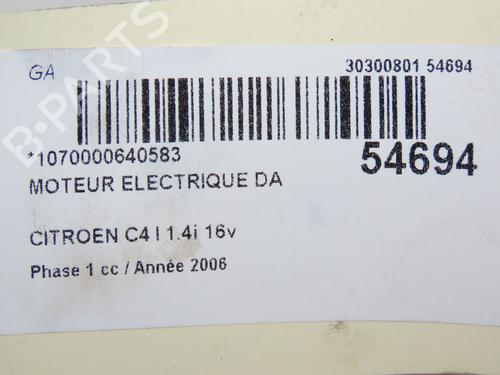 GA
30300801 54694
*1070000640583
54694
MOTEUR ELECTRIQUE DA
CITROEN C4 I 1.4i 16v
Phase 1 cc / Année 2006
B-PARTS